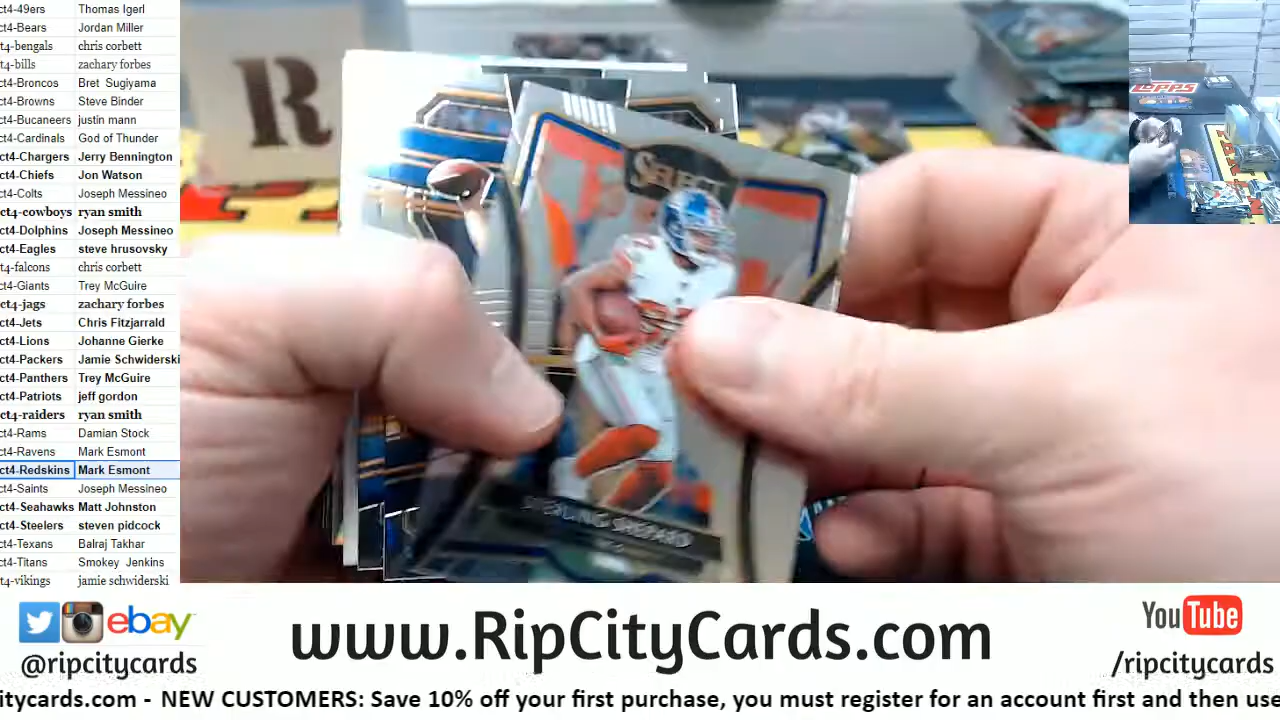 ct4-49ers Thomas Igerl
ct4-Bears Jordan Miller
ct4-bengals chris corbett
ct4-bills zachary forbes
ct4-Broncos Bret Sugiyama
ct4-Browns Steve Binder
ct4-Bucaneers justin mann
ct4-Cardinals God of Thunder
ct4-Chargers Jerry Bennington
ct4-Chiefs Jon Watson
ct4-Colts Joseph Messineo
ct4-cowboys ryan smith
ct4-Dolphins Joseph Messineo
ct4-Eagles steve hrusovsky
ct4-falcons chris corbett
ct4-Giants Trey McGuire
ct4-jags zachary forbes
ct4-Jets Chris Fitzjarrald
ct4-Lions Johanne Gierke
ct4-Packers Jamie Schwiderski
ct4-Panthers Trey McGuire
ct4-Patriots jeff gordon
ct4-raiders ryan smith
ct4-Rams Damian Stock
ct4-Ravens Mark Esmont
ct4-Redskins Mark Esmont
ct4-Saints Joseph Messineo
ct4-Seahawks Matt Johnston
ct4-Steelers steven pidcock
ct4-Texans Balraj Takhar
ct4-Titans Smokey Jenkins
ct4-vikings jamie schwiderski
R
SELECT
STERLING SHEPARD
TOPPS
ebay
@ripcitycards
www.RipCityCards.com
YouTube
/ripcitycards
citycards.com - NEW CUSTOMERS: Save 10% off your first purchase, you must register for an account first and then use